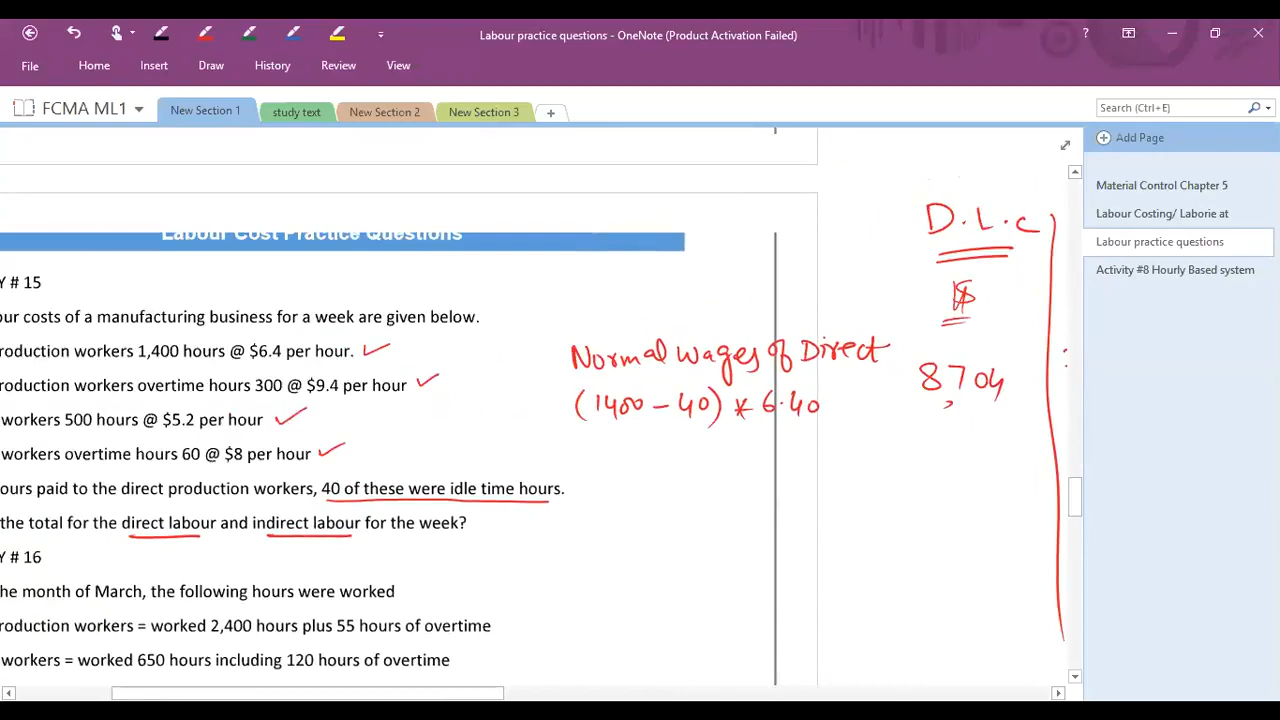 Labour practice questions - OneNote (Product Activation Failed)
?
File Home Insert Draw History Review View
FCMA ML1 New Section 1 study text New Section 2 New Section 3 +
Search (Ctrl+E)
Add Page
Material Control Chapter 5
Labour Costing/ Laborie at
Labour practice questions
Activity #8 Hourly Based system
Labour Cost Practice Questions
Y # 15
our costs of a manufacturing business for a week are given below.
roduction workers 1,400 hours @ $6.4 per hour.
roduction workers overtime hours 300 @ $9.4 per hour
workers 500 hours @ $5.2 per hour
workers overtime hours 60 @ $8 per hour
ours paid to the direct production workers, 40 of these were idle time hours.
the total for the direct labour and indirect labour for the week?
Y # 16
he month of March, the following hours were worked
roduction workers = worked 2,400 hours plus 55 hours of overtime
workers = worked 650 hours including 120 hours of overtime
Normal wages of Direct
(1400 - 40) * 6.40
D.L.C
$
8,704